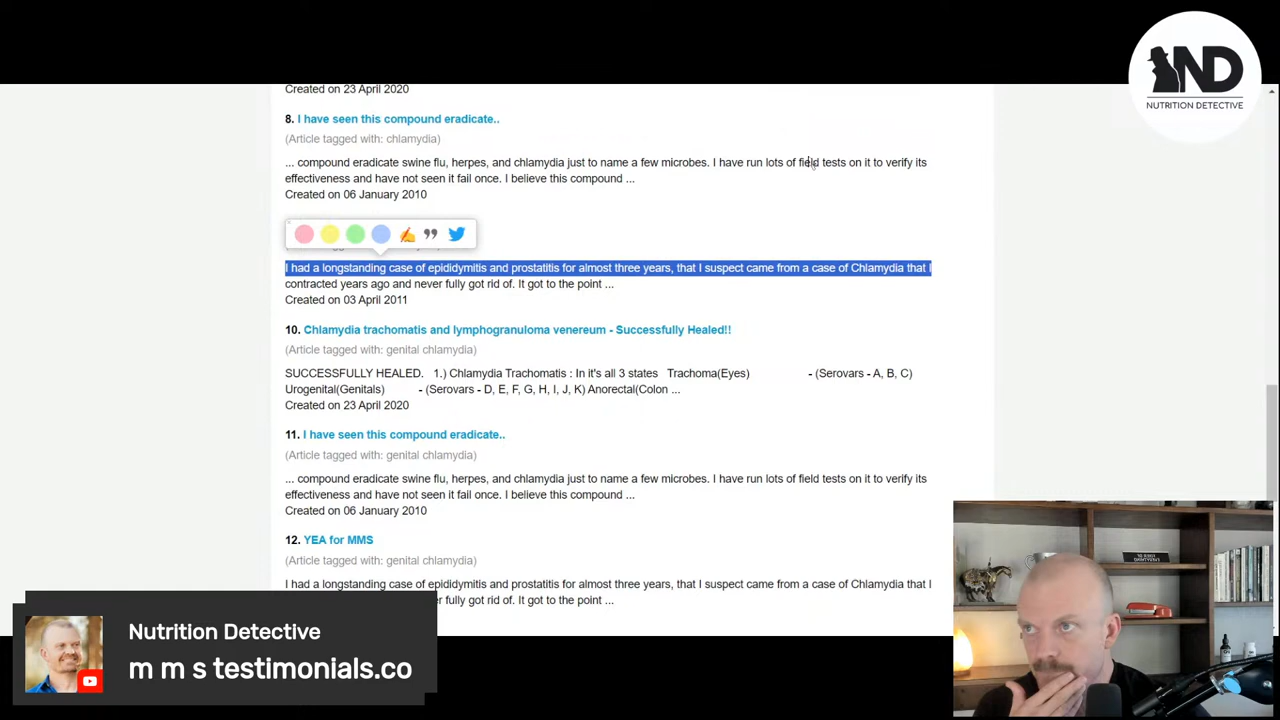 Created on 23 April 2020
8. I have seen this compound eradicate..
(Article tagged with: chlamydia)
... compound eradicate swine flu, herpes, and chlamydia just to name a few microbes. I have run lots of field tests on it to verify its
effectiveness and have not seen it fail once. I believe this compound ...
Created on 06 January 2010
I had a longstanding case of epididymitis and prostatitis for almost three years, that I suspect came from a case of Chlamydia that I
contracted years ago and never fully got rid of. It got to the point ...
Created on 03 April 2011
10. Chlamydia trachomatis and lymphogranuloma venereum - Successfully Healed!!
(Article tagged with: genital chlamydia)
SUCCESSFULLY HEALED. 1.) Chlamydia Trachomatis : In it's all 3 states Trachoma(Eyes) - (Serovars - A, B, C)
Urogenital(Genitals) - (Serovars - D, E, F, G, H, I, J, K) Anorectal(Colon ...
Created on 23 April 2020
11. I have seen this compound eradicate..
(Article tagged with: genital chlamydia)
... compound eradicate swine flu, herpes, and chlamydia just to name a few microbes. I have run lots of field tests on it to verify its
effectiveness and have not seen it fail once. I believe this compound ...
Created on 06 January 2010
12. YEA for MMS
(Article tagged with: genital chlamydia)
I had a longstanding case of epididymitis and prostatitis for almost three years, that I suspect came from a case of Chlamydia that I
er fully got rid of. It got to the point ...
ND
NUTRITION DETECTIVE
Nutrition Detective
m m s testimonials.co